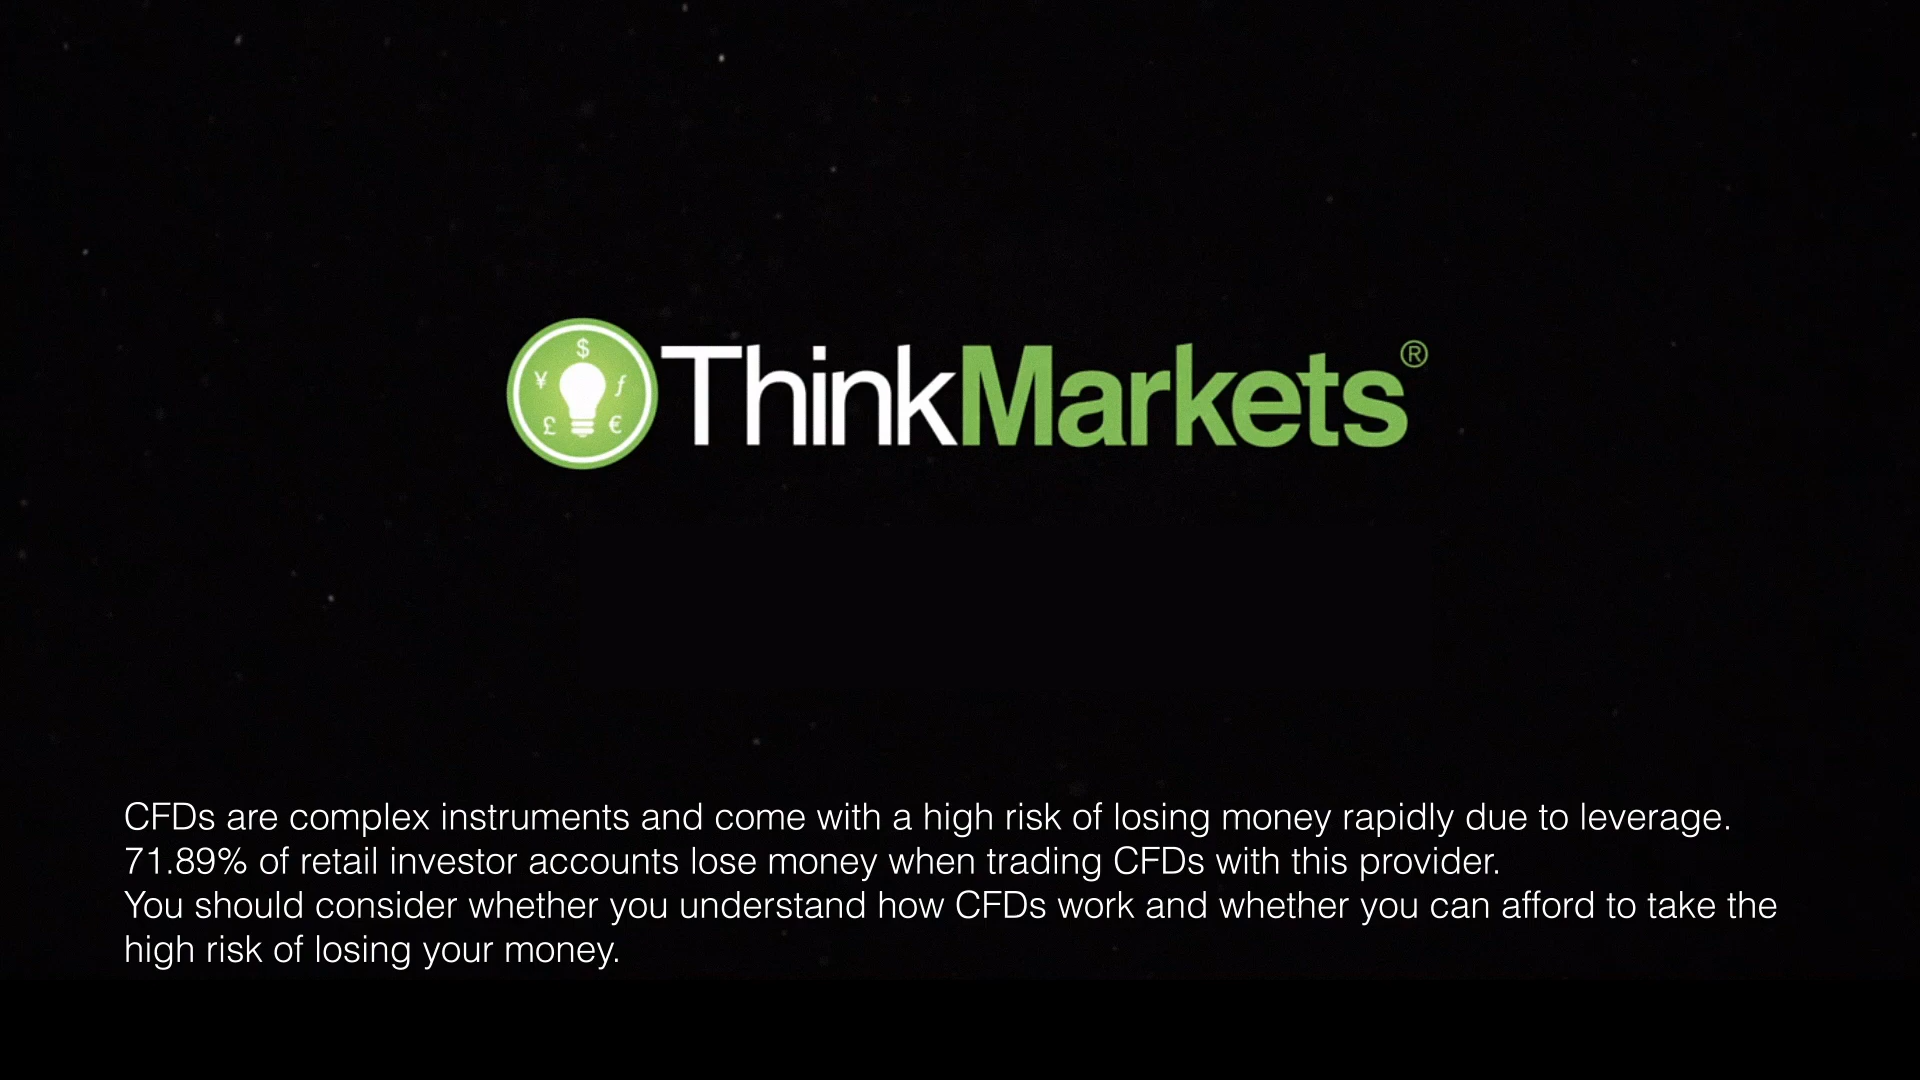 $
¥ ƒ
£ €
ThinkMarkets®
CFDs are complex instruments and come with a high risk of losing money rapidly due to leverage.
71.89% of retail investor accounts lose money when trading CFDs with this provider.
You should consider whether you understand how CFDs work and whether you can afford to take the
high risk of losing your money.